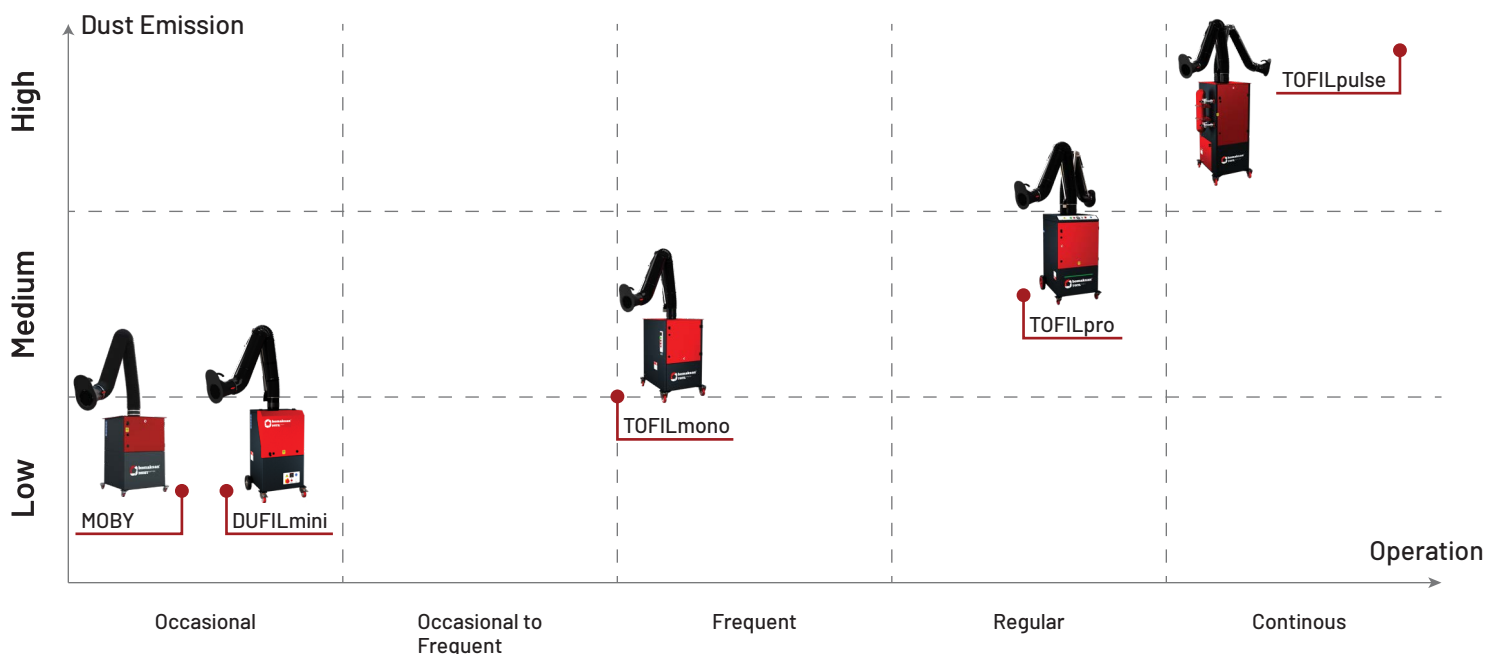 Dust Emission
High
TOFILpulse
Medium
TOFILpro
TOFILmono
Low
MOBY
DUFILmini
Operation
Occasional
Occasional to
Frequent
Frequent
Regular
Continous